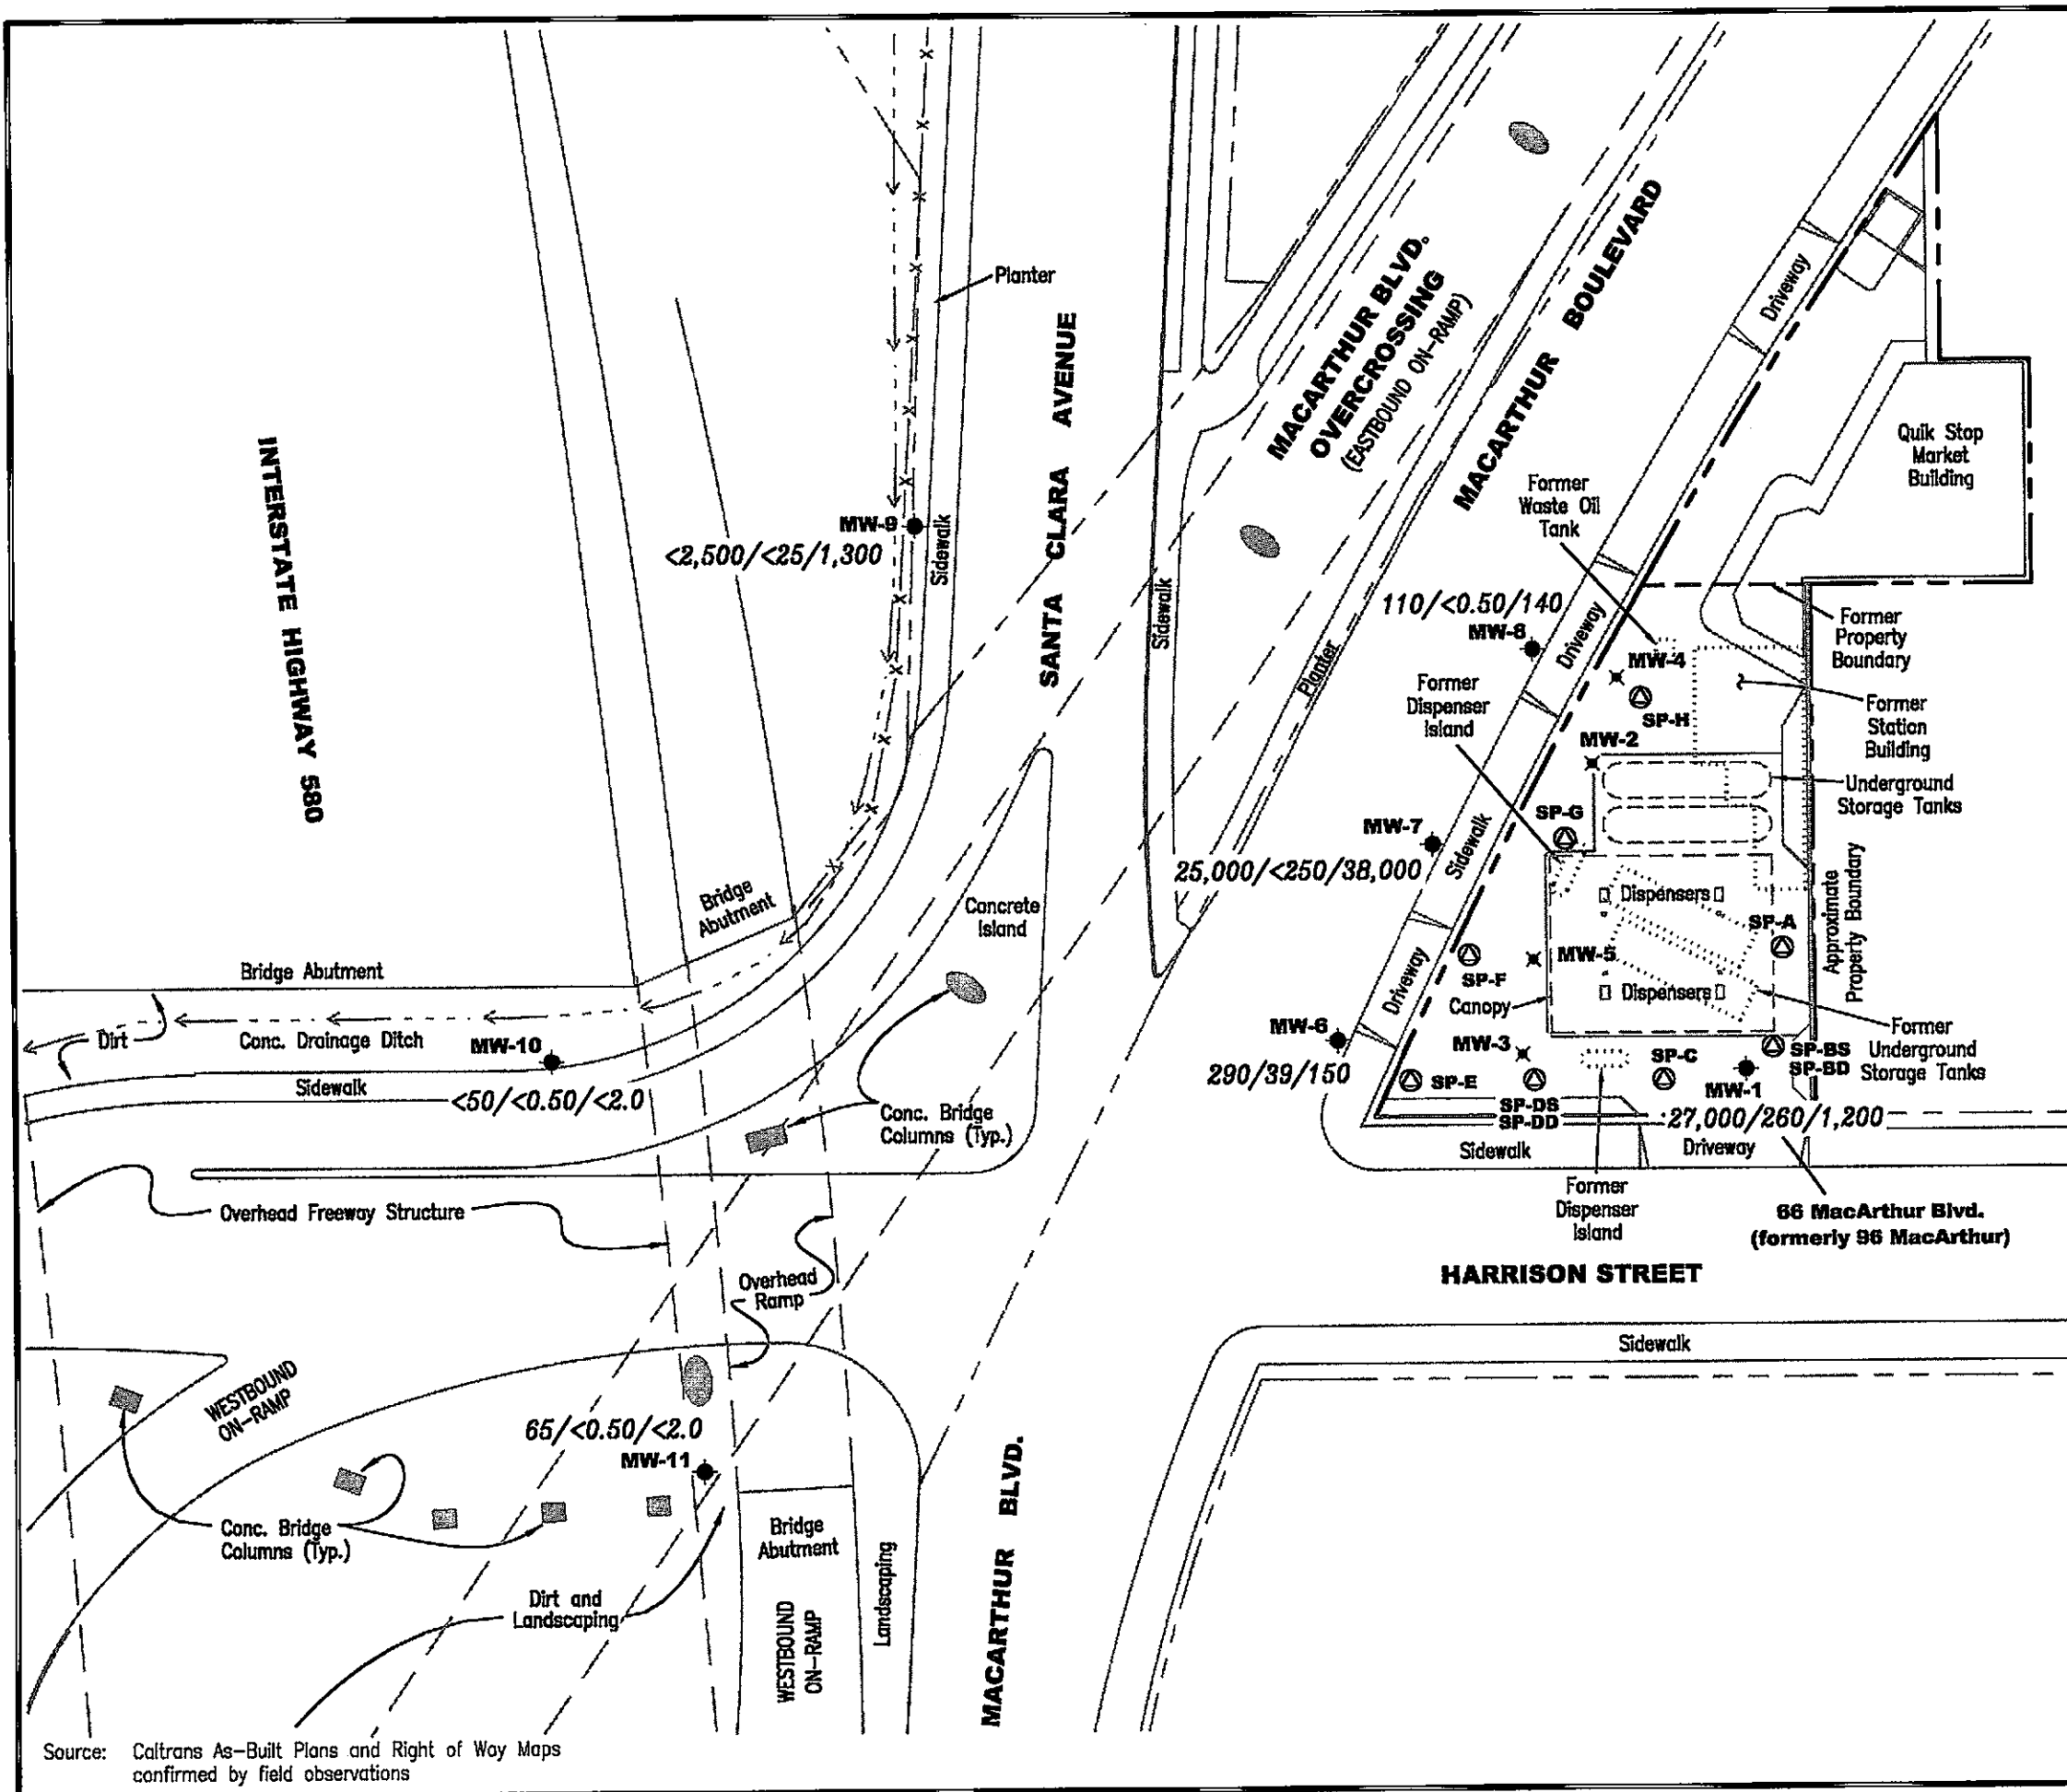 Planter
INTERSTATE HIGHWAY 580
SANTA CLARA AVENUE
MACARTHUR BLVD.
OVERCROSSING
(EASTBOUND ON-RAMP)
MACARTHUR BOULEVARD
Driveway
Quik Stop
Market
Building
Former
Waste Oil
Tank
MW-9
<2,500/<25/1,300
Sidewalk
Sidewalk
Planter
110/<0.50/140
MW-8
Driveway
MW-4
SP-H
Former
Property
Boundary
Former
Dispenser
Island
Former
Station
Building
MW-2
Underground
Storage Tanks
SP-G
MW-7
25,000/<250/38,000
Sidewalk
Bridge
Abutment
Concrete
Island
Dispensers
SP-A
Approximate
Property Boundary
MW-5
SP-F
Driveway
Canopy
Dispensers
Bridge Abutment
Dirt
Conc. Drainage Ditch
MW-10
Sidewalk
<50/<0.50/<2.0
MW-6
290/39/150
MW-3
SP-E
SP-C
SP-BS
SP-BD
Former
Underground
Storage Tanks
MW-1
SP-DS
SP-DD
27,000/260/1,200
Sidewalk
Driveway
Conc. Bridge
Columns (Typ.)
Former
Dispenser
Island
66 MacArthur Blvd.
(formerly 96 MacArthur)
Overhead Freeway Structure
Overhead
Ramp
HARRISON STREET
Sidewalk
WESTBOUND
ON-RAMP
65/<0.50/<2.0
MW-11
Conc. Bridge
Columns (Typ.)
Bridge
Abutment
Dirt and
Landscaping
WESTBOUND
ON-RAMP
Landscaping
MACARTHUR BLVD.
Source: Caltrans As-Built Plans and Right of Way Maps
confirmed by field observations